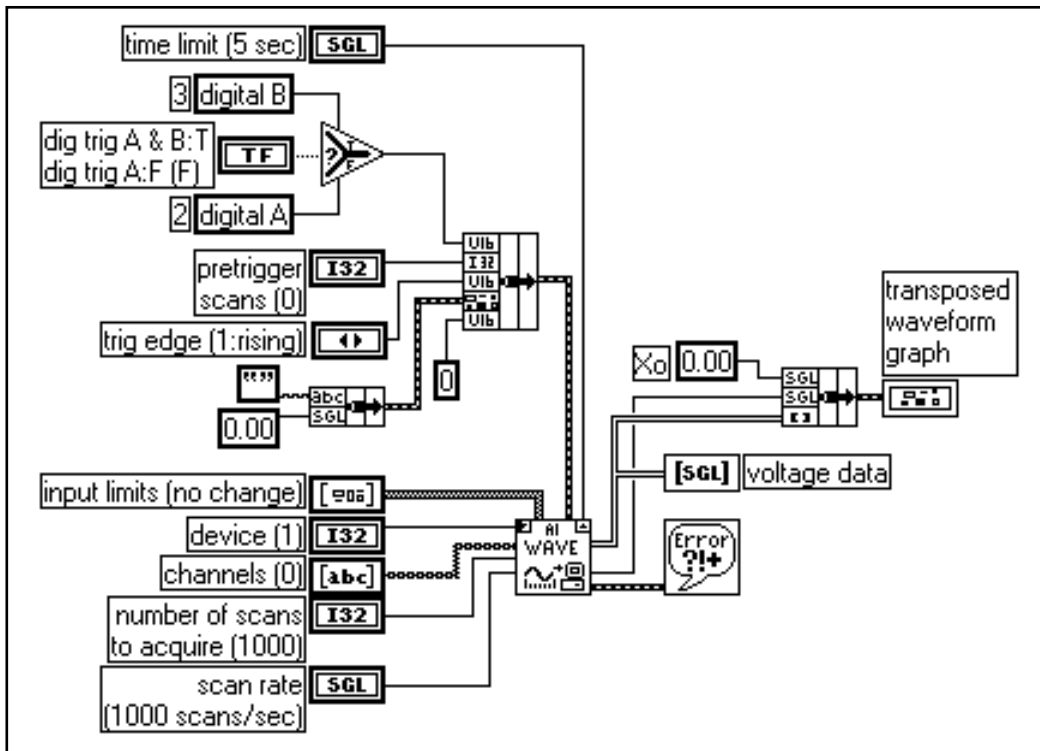 time limit (5 sec)
SGL
3
digital B
dig trig A & B:T
dig trig A:F (F)
TF
?
T
F
2
digital A
pretrigger
scans (0)
I32
trig edge (1:rising)
U16
I32
U16
U16
0
“”
abc
SGL
0.00
input limits (no change)
device (1)
I32
channels (0)
[abc]
number of scans
to acquire (1000)
I32
scan rate
(1000 scans/sec)
SGL
AI
WAVE
Xo
0.00
SGL
SGL
transposed
waveform
graph
[SGL]
voltage data
Error
?!+